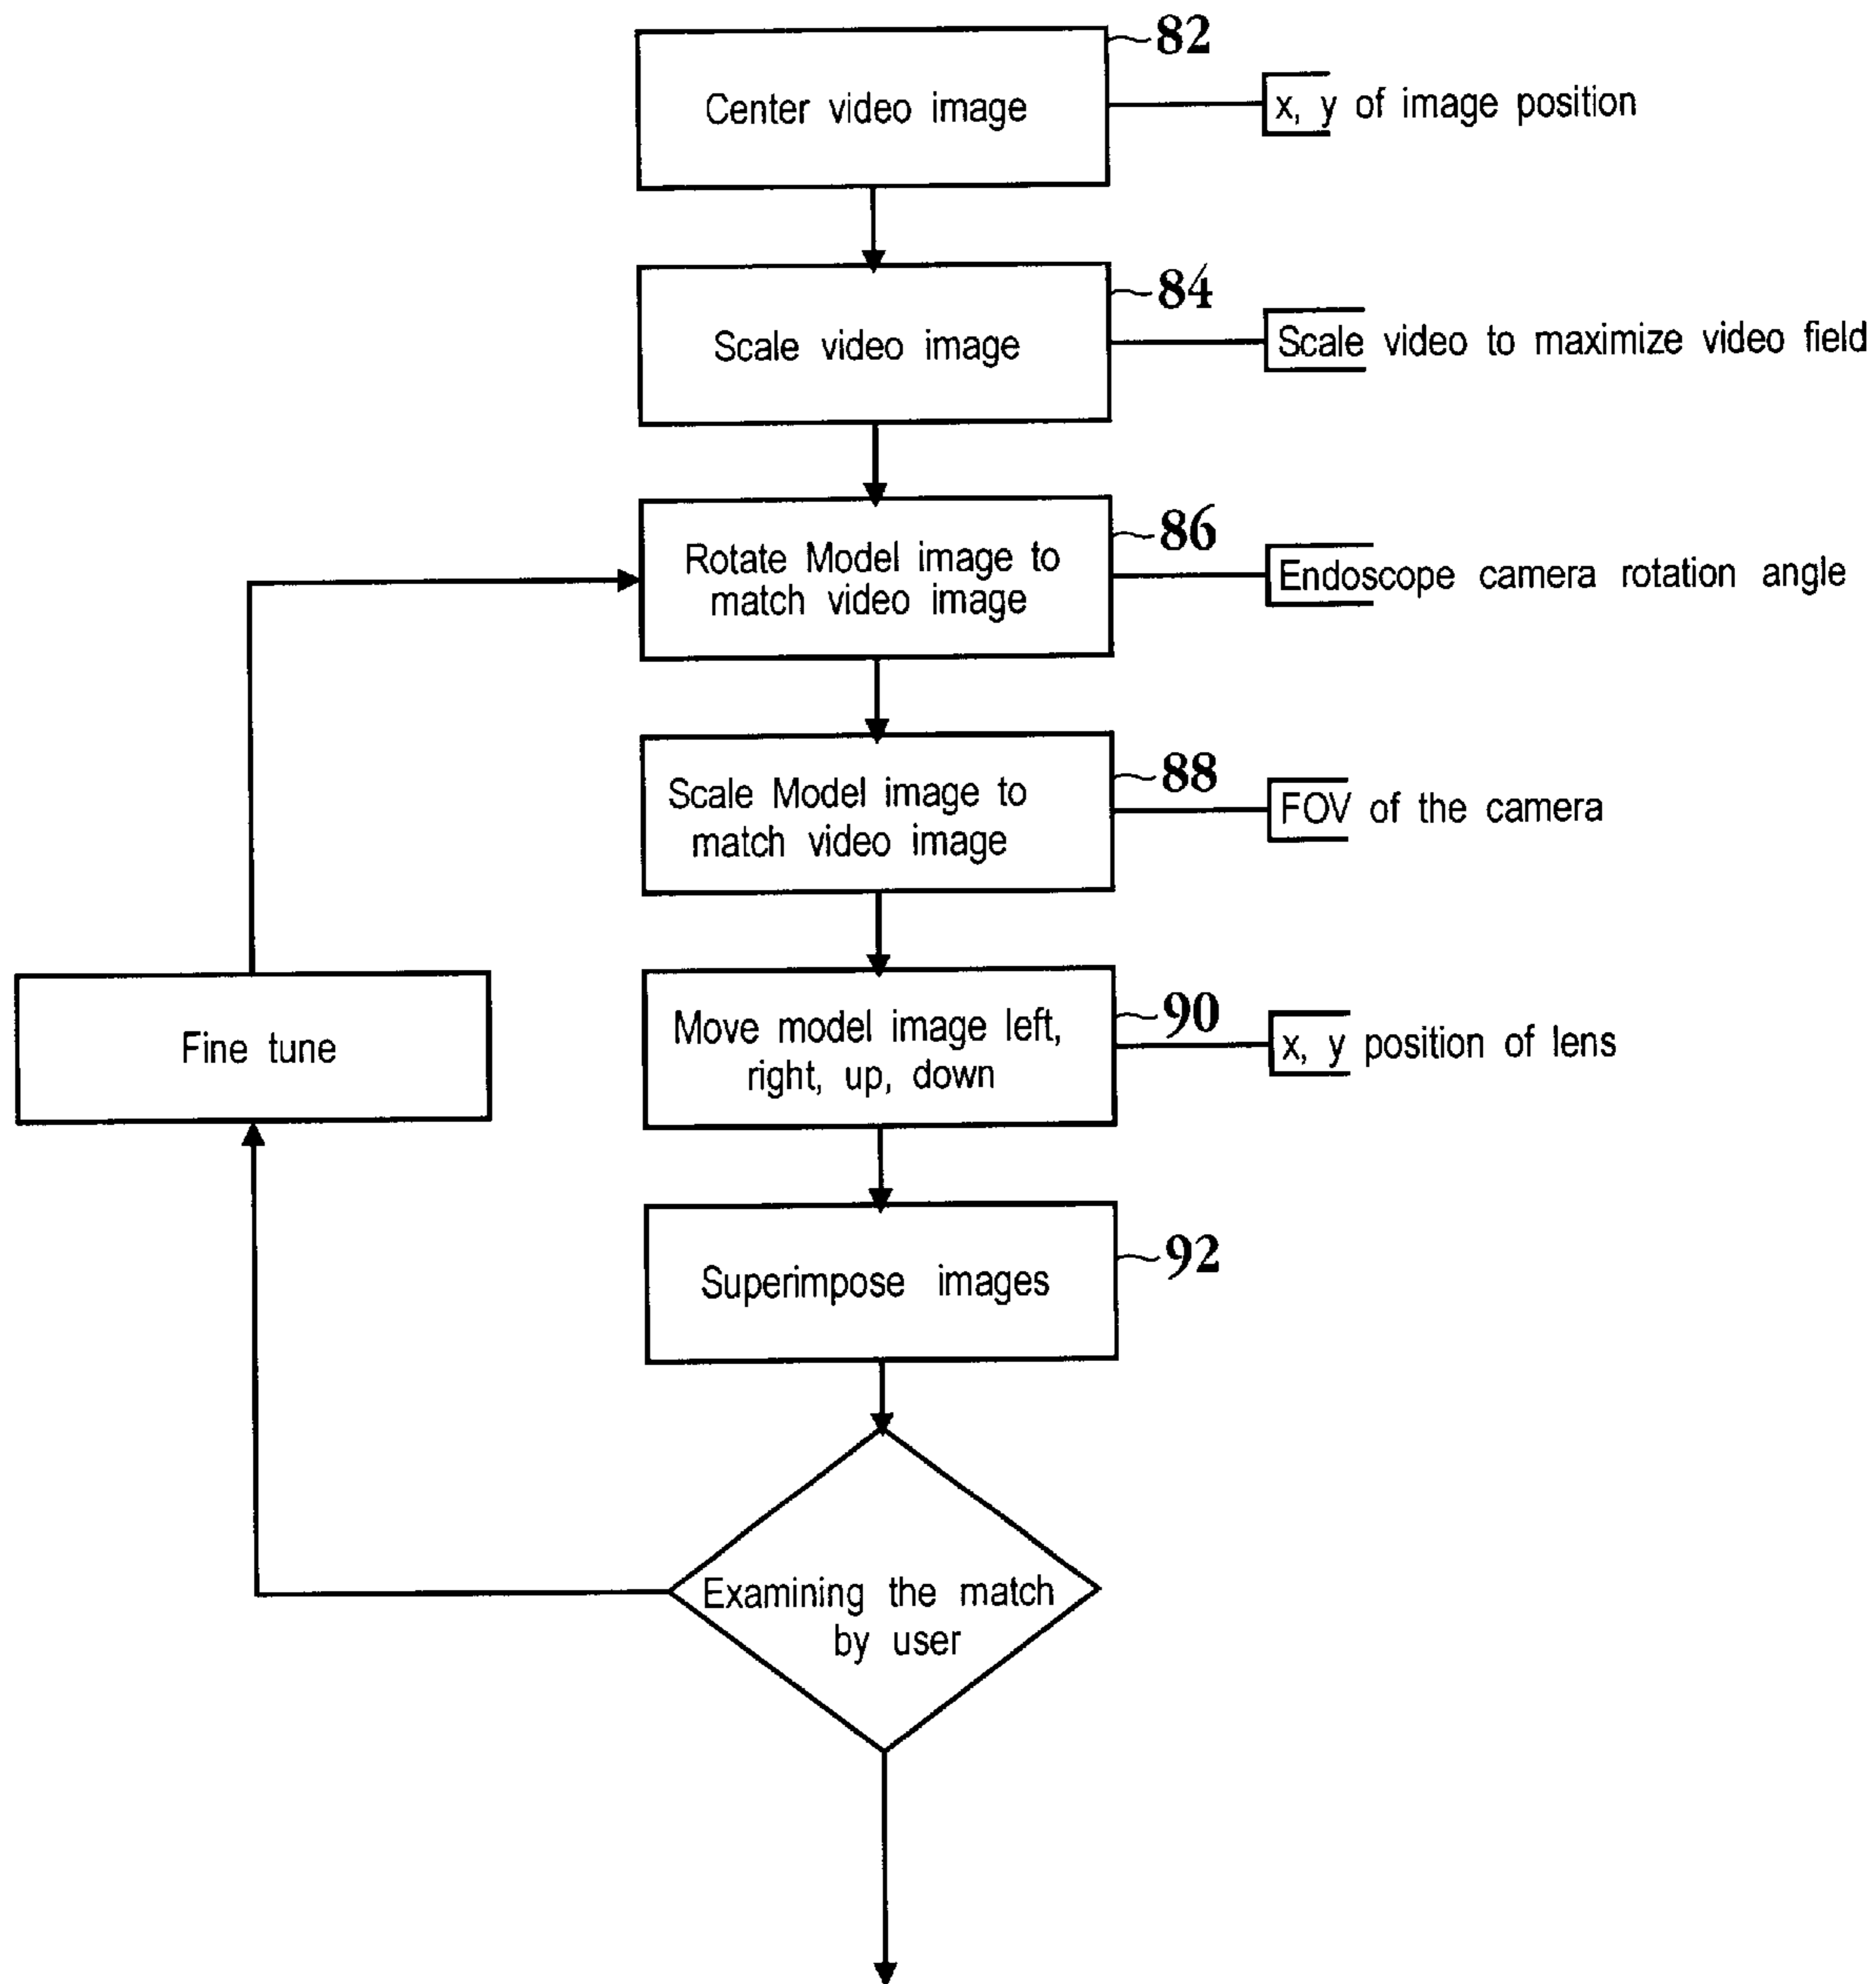 82
Center video image
x, y of image position
84
Scale video image
Scale video to maximize video field
86
Rotate Model image to
match video image
Endoscope camera rotation angle
88
Scale Model image to
match video image
FOV of the camera
90
Move model image left,
right, up, down
x, y position of lens
Fine tune
92
Superimpose images
Examining the match
by user